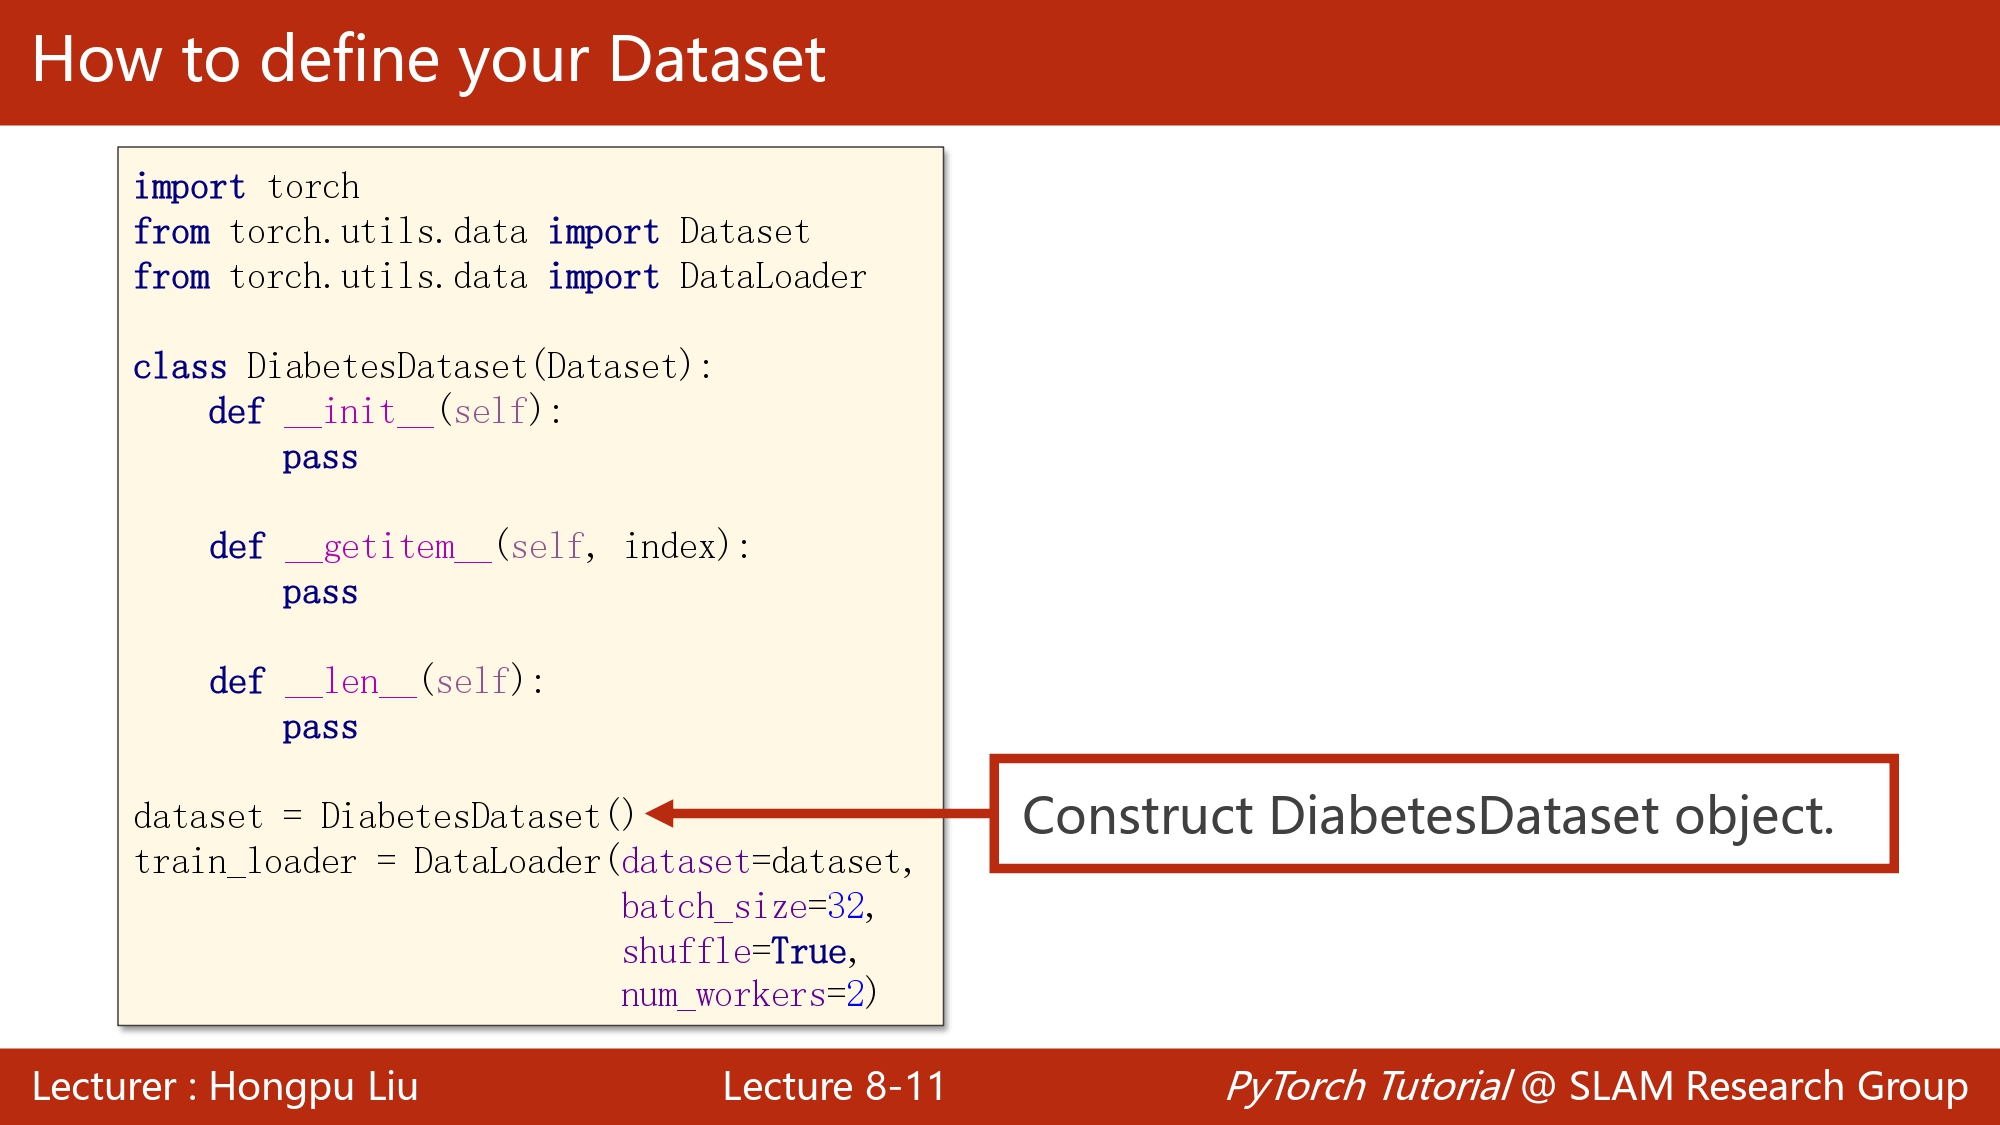 How to define your Dataset
import torch
from torch.utils.data import Dataset
from torch.utils.data import DataLoader
class DiabetesDataset(Dataset):
    def __init__(self):
        pass
    def __getitem__(self, index):
        pass
    def __len__(self):
        pass
dataset = DiabetesDataset()
Construct DiabetesDataset object.
train_loader = DataLoader(dataset=dataset,
                          batch_size=32,
                          shuffle=True,
                          num_workers=2)
Lecturer : Hongpu Liu
Lecture 8-11
PyTorch Tutorial @ SLAM Research Group